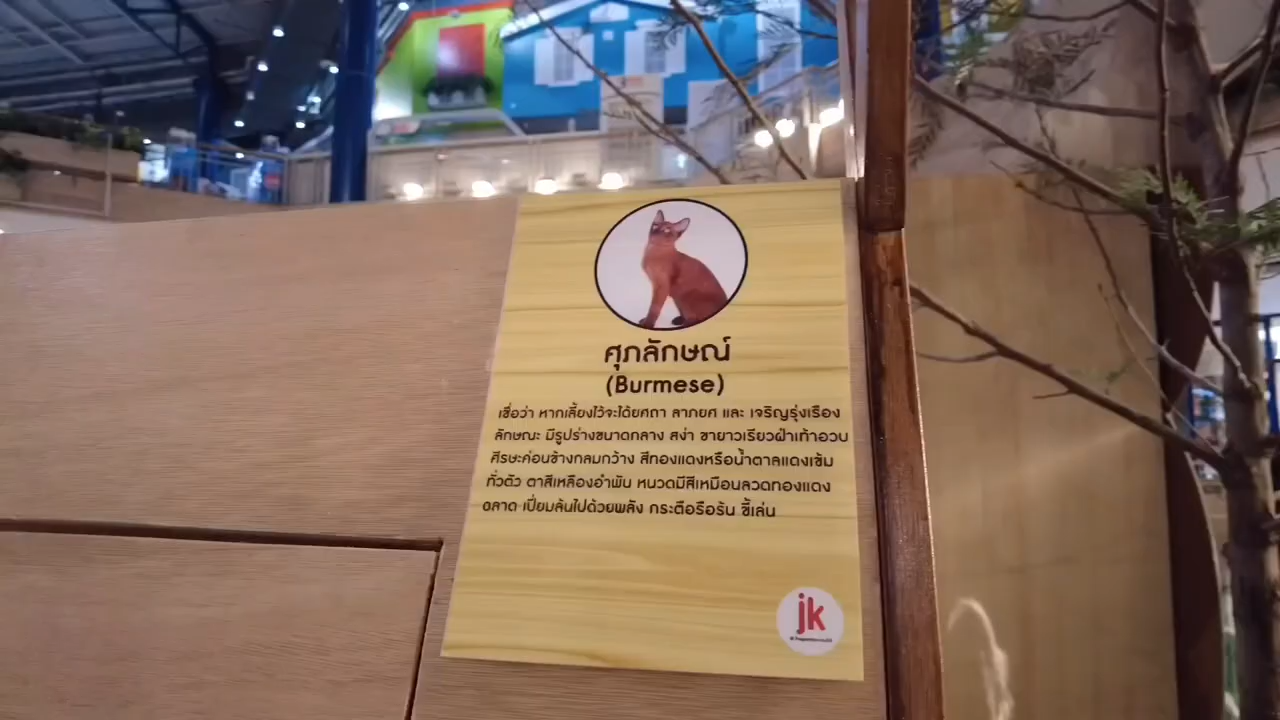 ศุภลักษณ์
(Burmese)
เชื่อว่า หากเลี้ยงไว้จะได้ยศถา ลาภยศ และ เจริญรุ่งเรือง
ลักษณะ มีรูปร่างขนาดกลาง สง่า ขายาวเรียวฝ่าเท้าอวบ
ศีรษะค่อนข้างกลมกว้าง สีทองแดงหรือน้ำตาลแดงเข้ม
ทั่วตัว ตาสีเหลืองอำพัน หนวดมีสีเหมือนลวดทองแดง
ฉลาด เปี่ยมล้นไปด้วยพลัง กระตือรือร้น ขี้เล่น
jk